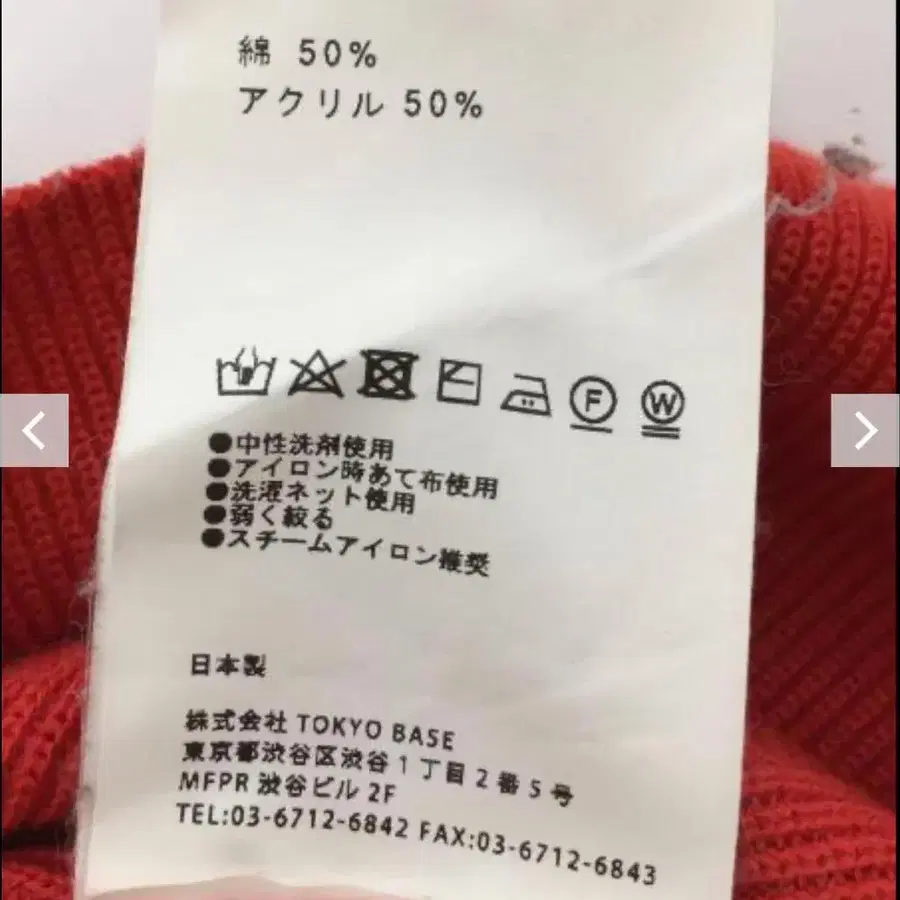 綿 50%
アクリル 50%
F W
●中性洗剤使用
●アイロン時あて布使用
●洗濯ネット使用
●弱く絞る
●スチームアイロン推奨
日本製
株式会社 TOKYO BASE
東京都渋谷区渋谷1丁目2番5号
MFPR 渋谷ビル 2F
TEL:03-6712-6842 FAX:03-6712-6843